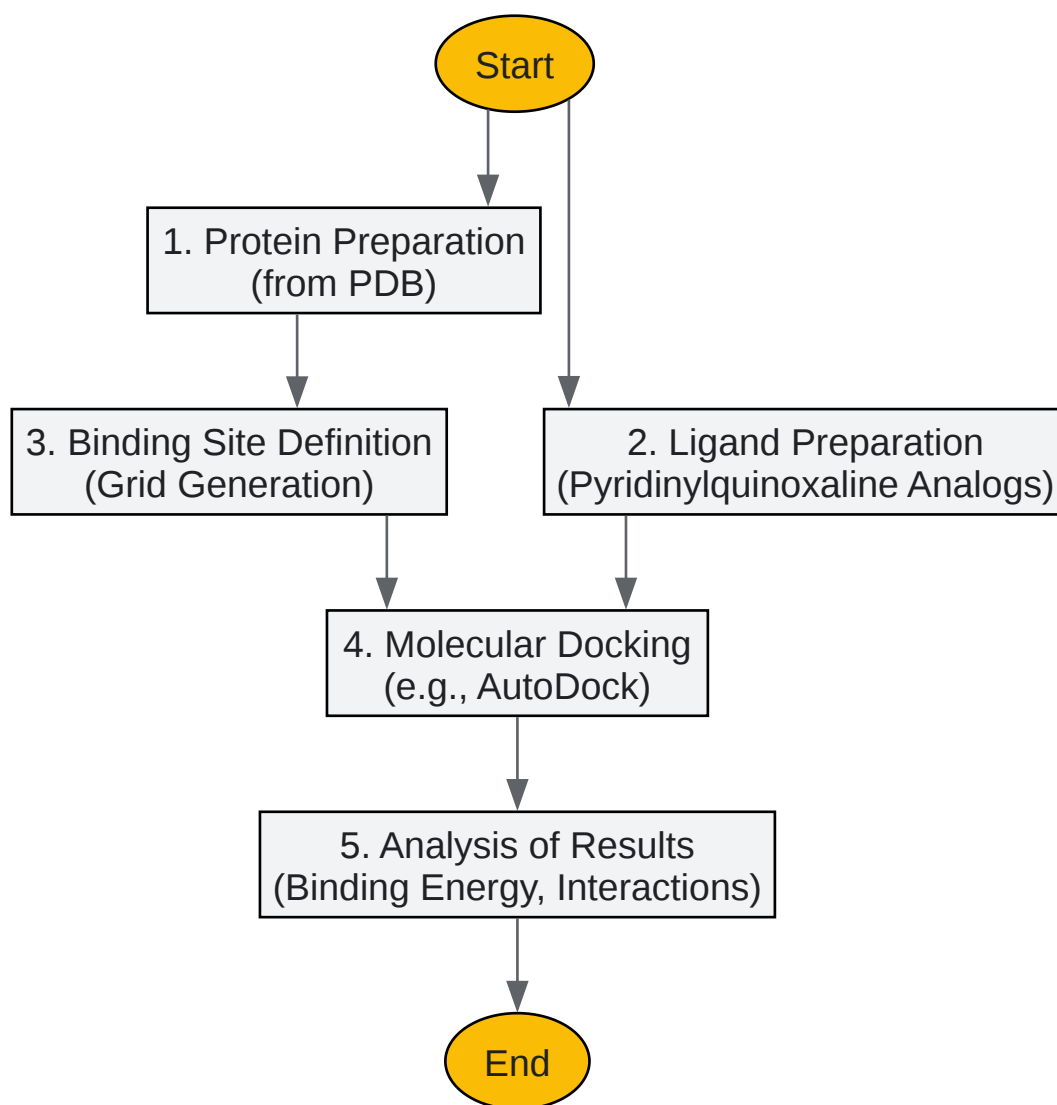 Start
1. Protein Preparation
(from PDB)
3. Binding Site Definition
(Grid Generation)
2. Ligand Preparation
(Pyridinylquinoxaline Analogs)
4. Molecular Docking
(e.g., AutoDock)
5. Analysis of Results
(Binding Energy, Interactions)
End